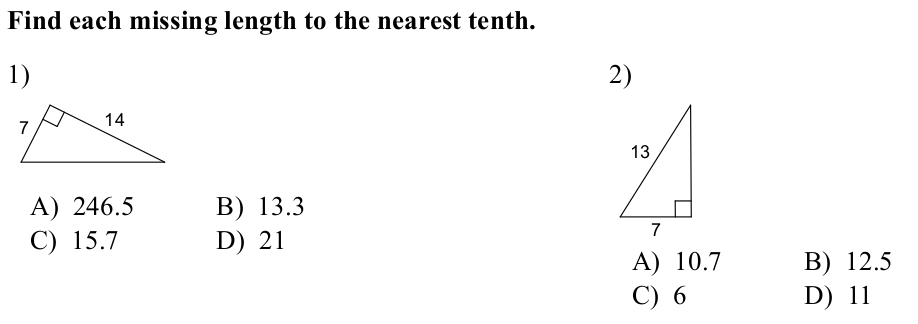 Find each missing length to the nearest tenth.
1)
7
14
A) 246.5 B) 13.3
C) 15.7 D) 21
2)
13
7
A) 10.7 B) 12.5
C) 6 D) 11